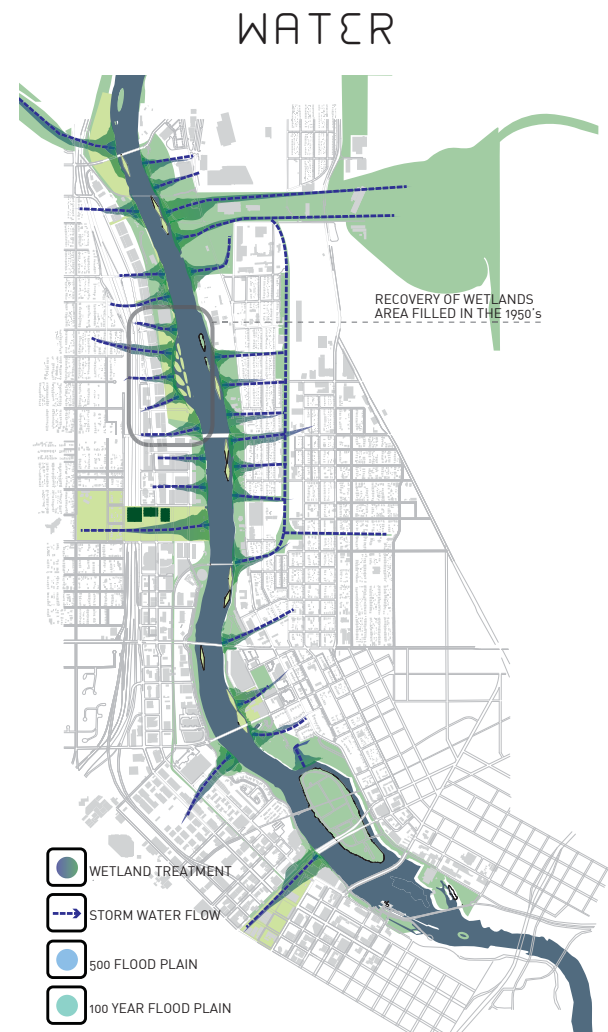 WATER
RECOVERY OF WETLANDS
AREA FILLED IN THE 1950's
WETLAND TREATMENT
STORM WATER FLOW
500 FLOOD PLAIN
100 YEAR FLOOD PLAIN